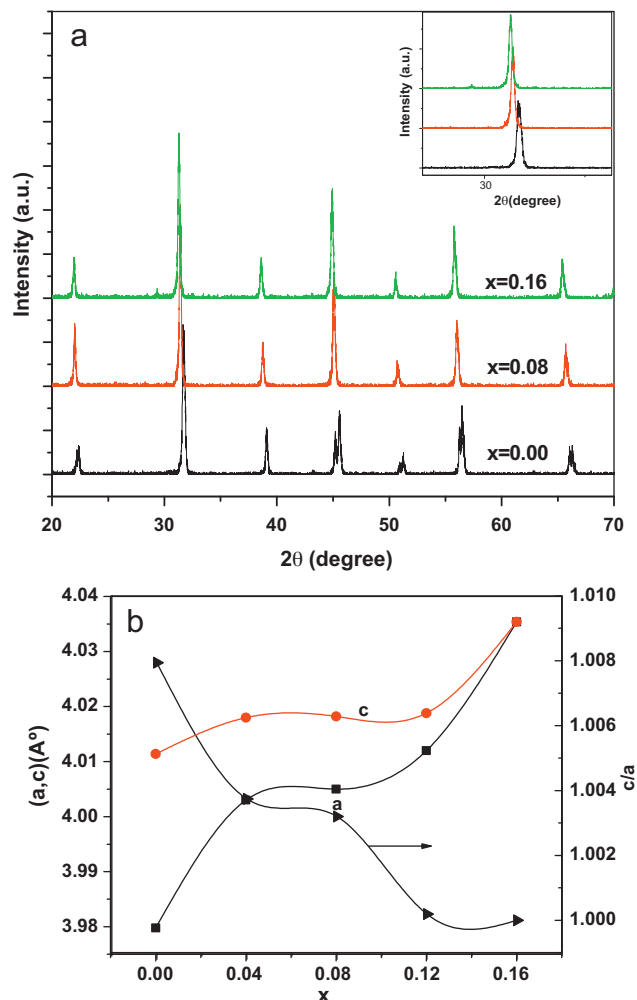 a
Intensity (a.u.)
30
2θ(degree)
Intensity (a.u.)
x=0.16
x=0.08
x=0.00
20
30
40
50
60
70
2θ (degree)
b
4.04
4.03
4.02
4.01
4.00
3.99
3.98
(a,c)(Aº)
1.010
1.008
1.006
1.004
1.002
1.000
c/a
c
a
0.00
0.04
0.08
0.12
0.16
x